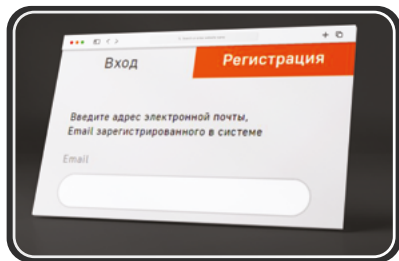 Вход
Регистрация
Введите адрес электронной почты,
Email зарегистрированного в системе
Email